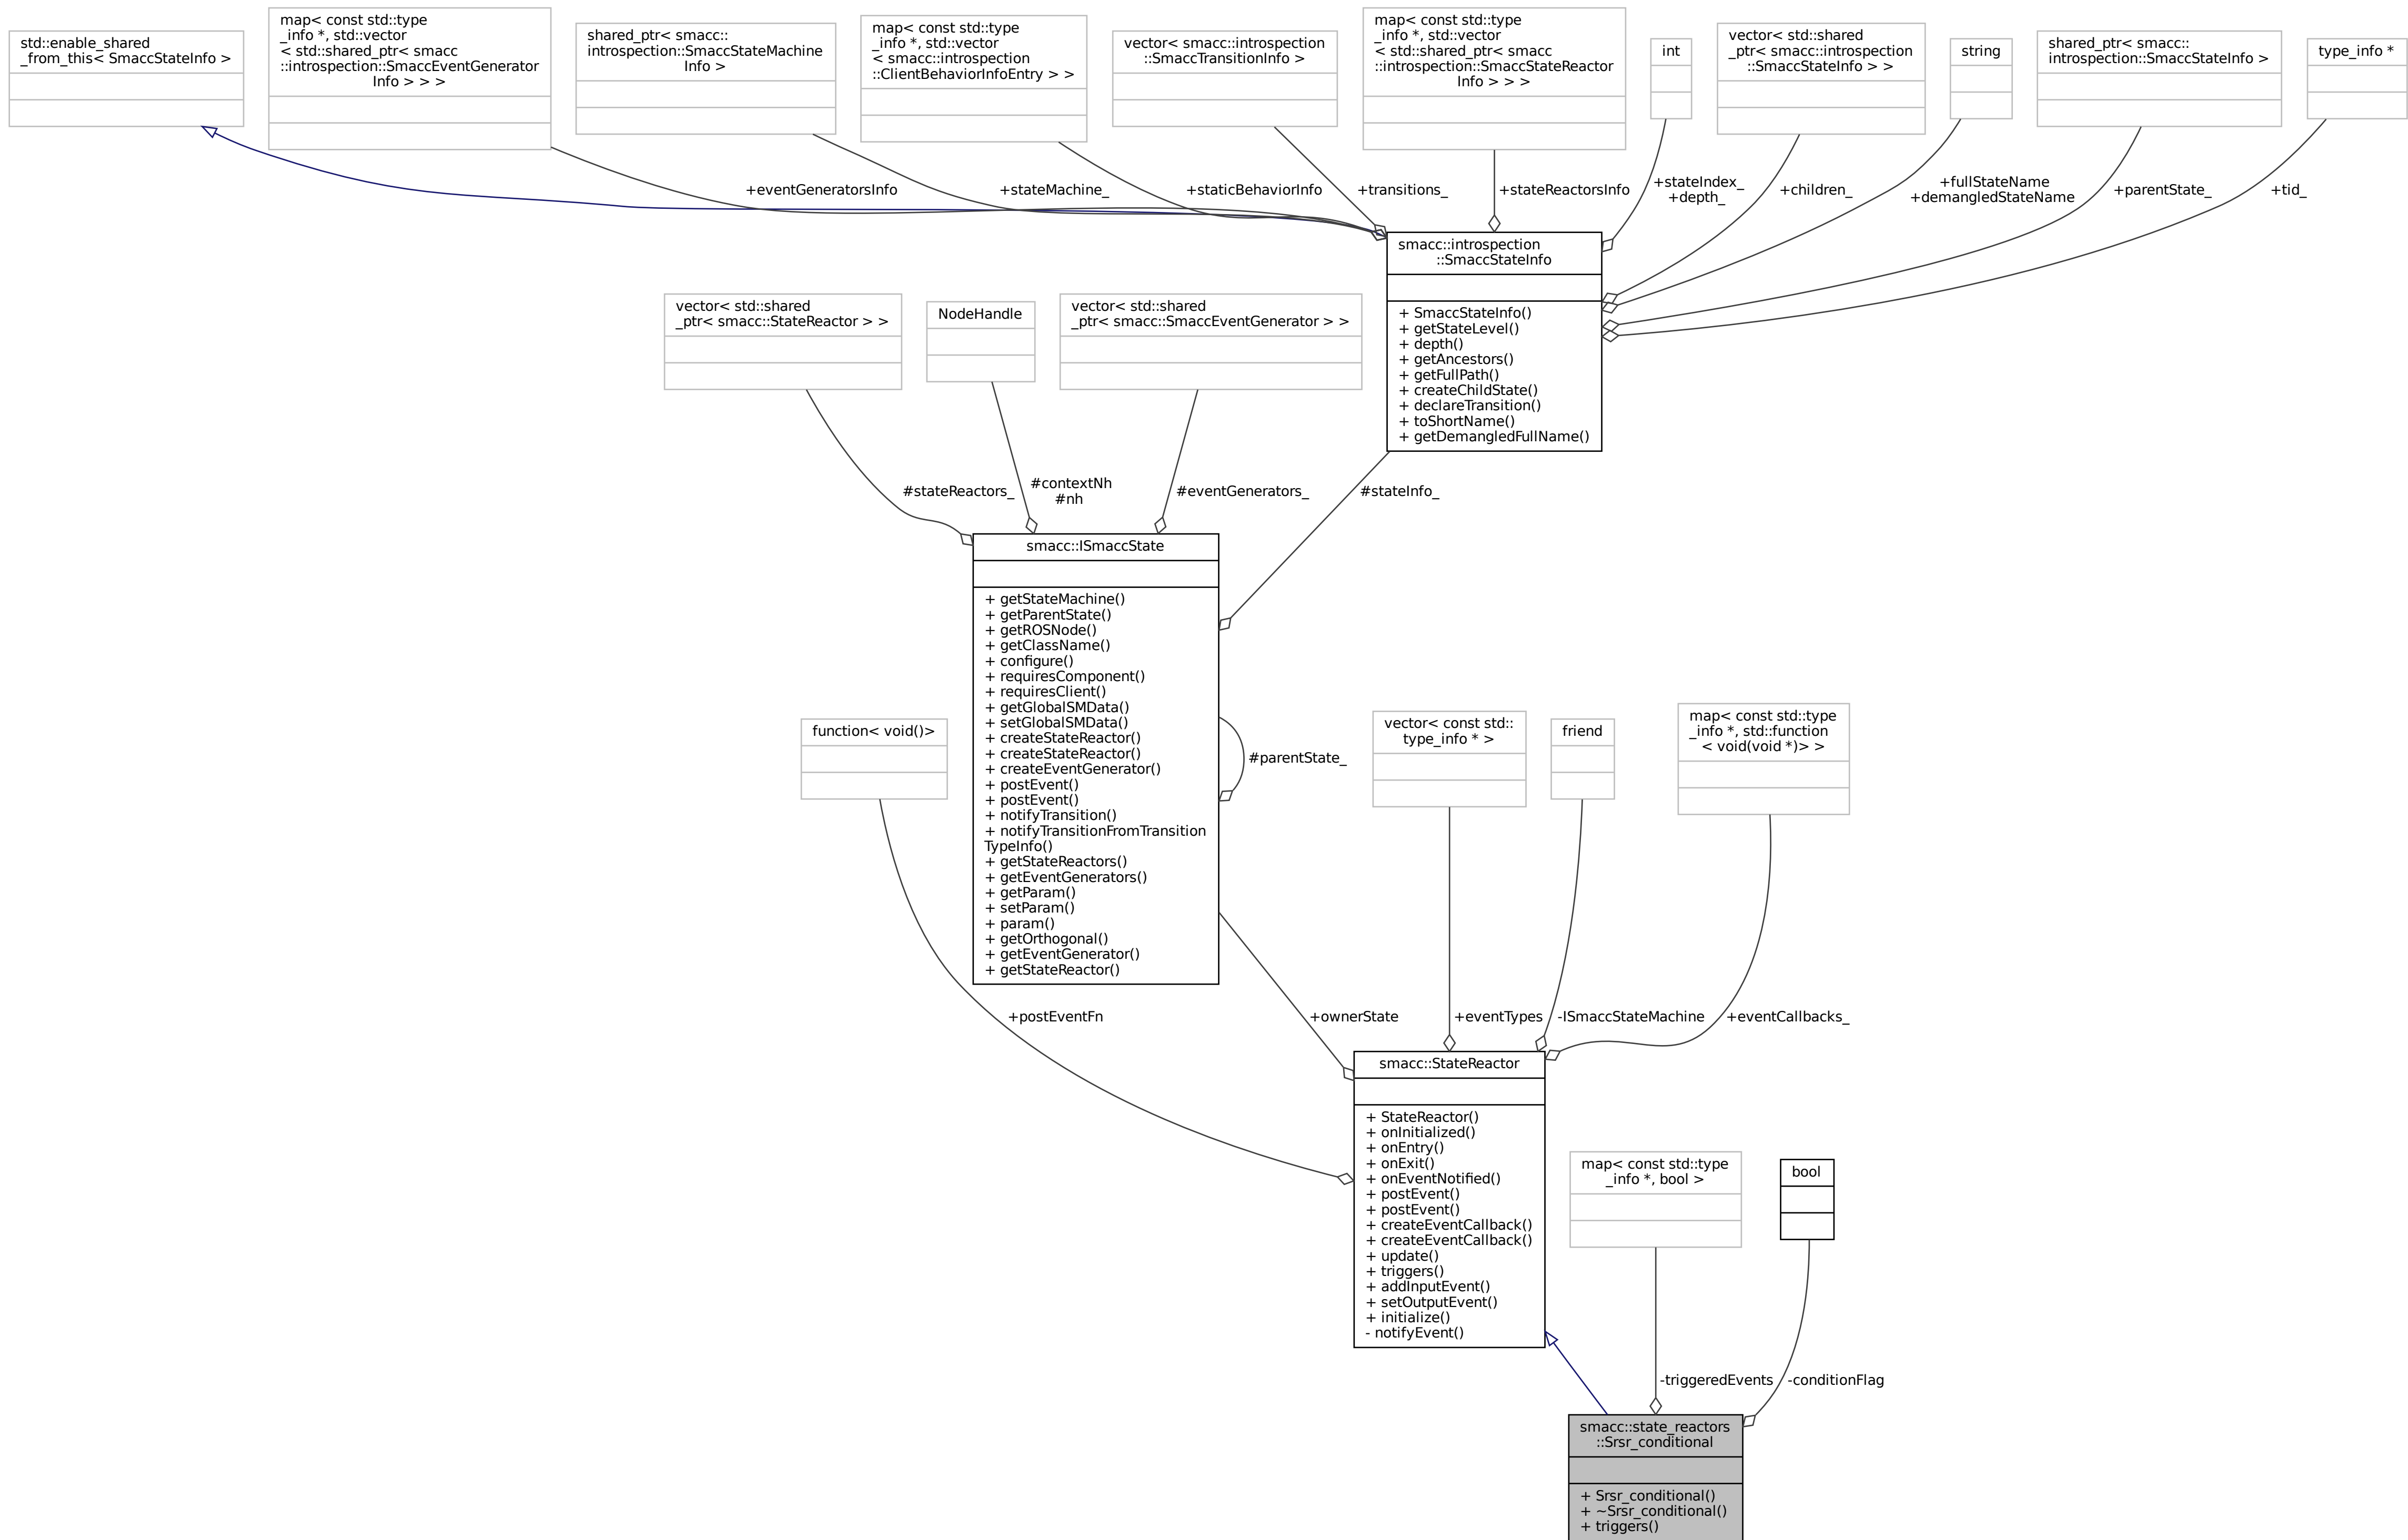 std::enable_shared
_from_this< SmaccStateInfo >
map< const std::type
_info *, std::vector
< std::shared_ptr< smacc
::introspection::SmaccEventGenerator
Info > > >
shared_ptr< smacc::
introspection::SmaccStateMachine
Info >
map< const std::type
_info *, std::vector
< smacc::introspection
::ClientBehaviorInfoEntry > >
vector< smacc::introspection
::SmaccTransitionInfo >
map< const std::type
_info *, std::vector
< std::shared_ptr< smacc
::introspection::SmaccStateReactor
Info > > >
int
vector< std::shared
_ptr< smacc::introspection
::SmaccStateInfo > >
string
shared_ptr< smacc::
introspection::SmaccStateInfo >
type_info *
+eventGeneratorsInfo
+stateMachine_
+staticBehaviorInfo
+transitions_
+stateReactorsInfo
+stateIndex_
+depth_
+children_
+fullStateName
+demangledStateName
+parentState_
+tid_
smacc::introspection
::SmaccStateInfo
+ SmaccStateInfo()
+ getStateLevel()
+ depth()
+ getAncestors()
+ getFullPath()
+ createChildState()
+ declareTransition()
+ toShortName()
+ getDemangledFullName()
vector< std::shared
_ptr< smacc::StateReactor > >
NodeHandle
vector< std::shared
_ptr< smacc::SmaccEventGenerator > >
#stateReactors_
#contextNh
#nh
#eventGenerators_
#stateInfo_
smacc::ISmaccState
+ getStateMachine()
+ getParentState()
+ getROSNode()
+ getClassName()
+ configure()
+ requiresComponent()
+ requiresClient()
+ getGlobalSMData()
+ setGlobalSMData()
+ createStateReactor()
+ createStateReactor()
+ createEventGenerator()
+ postEvent()
+ postEvent()
+ notifyTransition()
+ notifyTransitionFromTransition
TypeInfo()
+ getStateReactors()
+ getEventGenerators()
+ getParam()
+ setParam()
+ param()
+ getOrthogonal()
+ getEventGenerator()
+ getStateReactor()
#parentState_
function< void()>
vector< const std::
type_info * >
friend
map< const std::type
_info *, std::function
< void(void *)> >
+postEventFn
+ownerState
+eventTypes
-ISmaccStateMachine
+eventCallbacks_
smacc::StateReactor
+ StateReactor()
+ onInitialized()
+ onEntry()
+ onExit()
+ onEventNotified()
+ postEvent()
+ postEvent()
+ createEventCallback()
+ createEventCallback()
+ update()
+ triggers()
+ addInputEvent()
+ setOutputEvent()
+ initialize()
- notifyEvent()
map< const std::type
_info *, bool >
bool
-triggeredEvents
-conditionFlag
smacc::state_reactors
::Srsr_conditional
+ Srsr_conditional()
+ ~Srsr_conditional()
+ triggers()